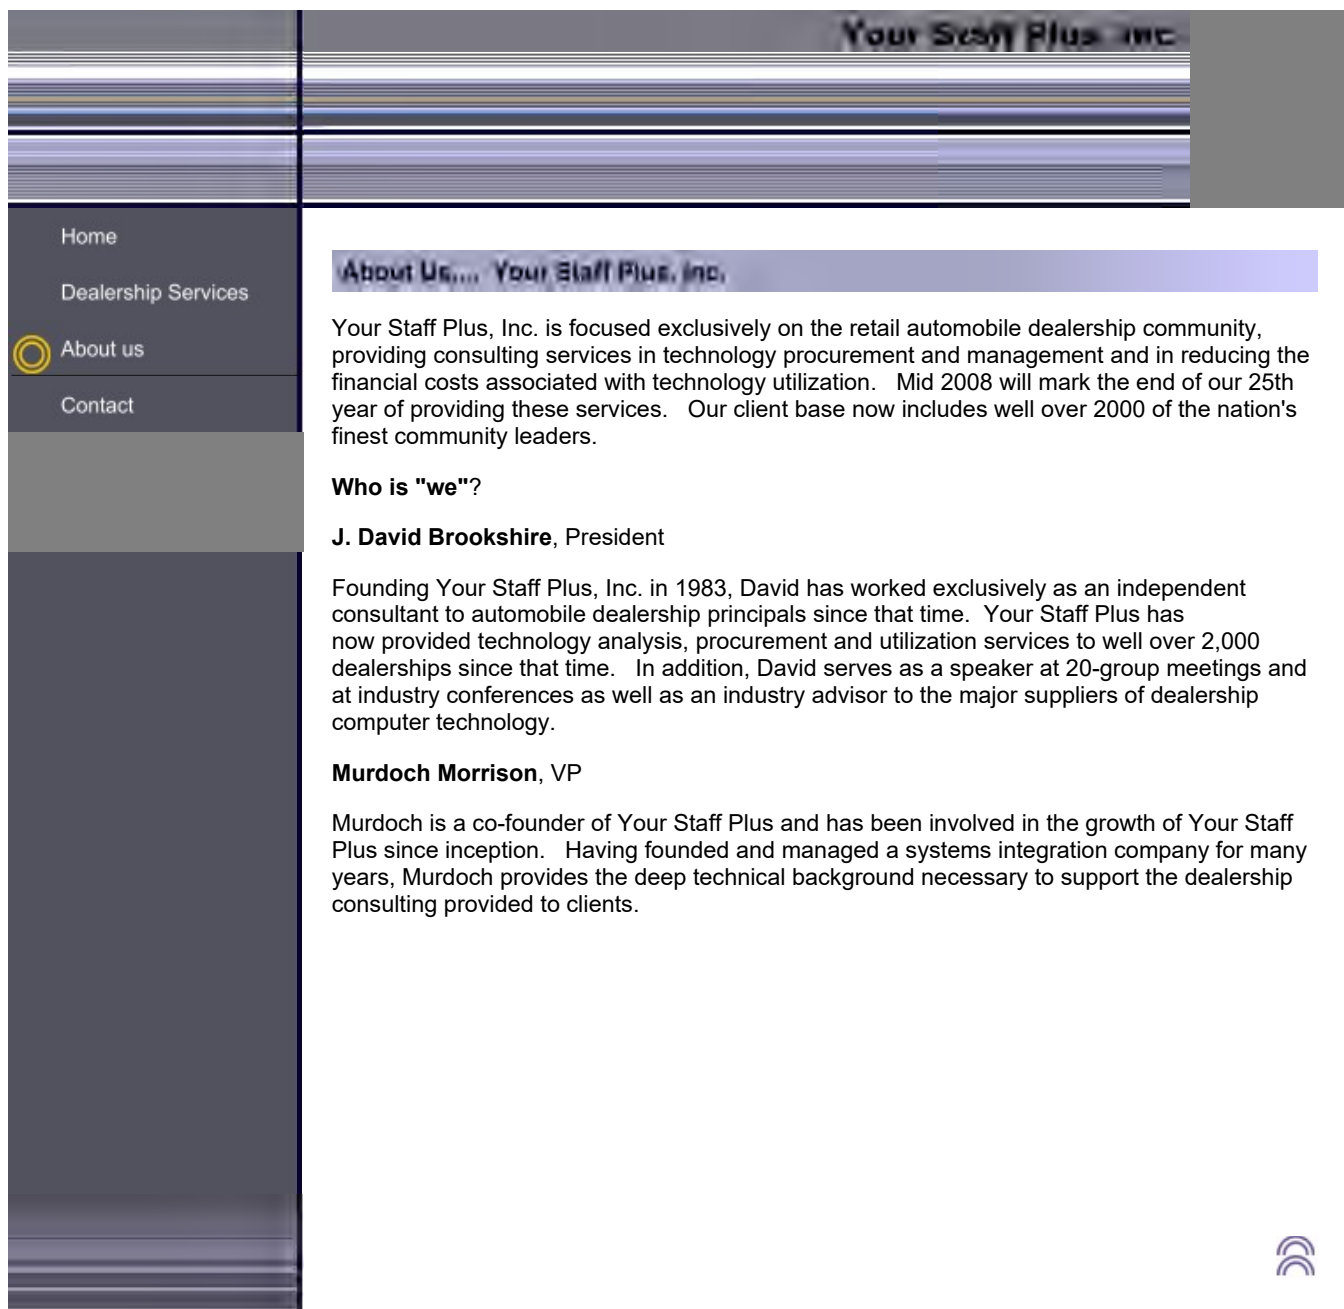 Your Staff Plus, Inc.
Home
Dealership Services
About us
Contact
About Us.... Your Staff Plus, Inc.
Your Staff Plus, Inc. is focused exclusively on the retail automobile dealership community,
providing consulting services in technology procurement and management and in reducing the
financial costs associated with technology utilization.   Mid 2008 will mark the end of our 25th
year of providing these services.   Our client base now includes well over 2000 of the nation's
finest community leaders.
Who is "we"?
J. David Brookshire, President
Founding Your Staff Plus, Inc. in 1983, David has worked exclusively as an independent
consultant to automobile dealership principals since that time.  Your Staff Plus has
now provided technology analysis, procurement and utilization services to well over 2,000
dealerships since that time.   In addition, David serves as a speaker at 20-group meetings and
at industry conferences as well as an industry advisor to the major suppliers of dealership
computer technology.
Murdoch Morrison, VP
Murdoch is a co-founder of Your Staff Plus and has been involved in the growth of Your Staff
Plus since inception.   Having founded and managed a systems integration company for many
years, Murdoch provides the deep technical background necessary to support the dealership
consulting provided to clients.